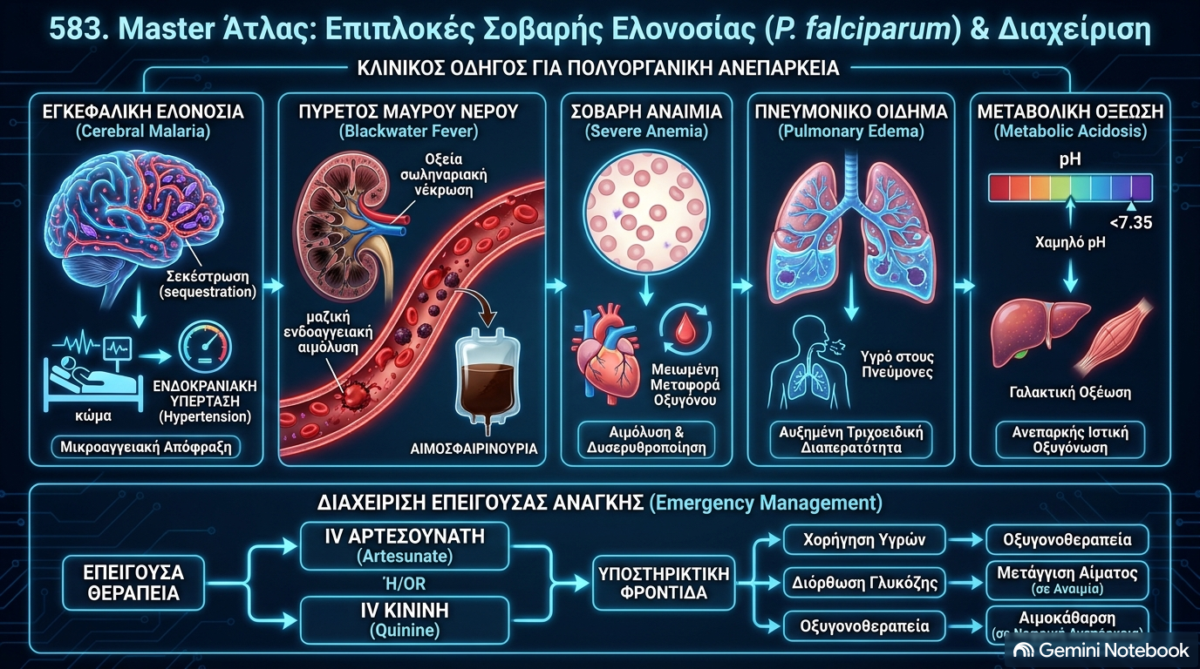 583. Master Άτλας: Επιπλοκές Σοβαρής Ελονοσίας (P. falciparum) & Διαχείριση
ΚΛΙΝΙΚΟΣ ΟΔΗΓΟΣ ΓΙΑ ΠΟΛΥΟΡΓΑΝΙΚΗ ΑΝΕΠΑΡΚΕΙΑ
ΕΓΚΕΦΑΛΙΚΗ ΕΛΟΝΟΣΙΑ
(Cerebral Malaria)
Σεκέστρωση
(sequestration)
κώμα
ΕΝΔΟΚΡΑΝΙΑΚΗ
ΥΠΕΡΤΑΣΗ
(Hypertension)
Μικροαγγειακή Απόφραξη
ΠΥΡΕΤΟΣ ΜΑΥΡΟΥ ΝΕΡΟΥ
(Blackwater Fever)
Οξεία
σωληναριακή
νέκρωση
μαζική
ενδοαγγειακή
αιμόλυση
ΑΙΜΟΣΦΑΙΡΙΝΟΥΡΙΑ
ΣΟΒΑΡΗ ΑΝΑΙΜΙΑ
(Severe Anemia)
Μειωμένη
Μετοφορά
Οξυγόνου
Αιμόλυση &
Δυσερυθροποίηση
ΠΝΕΥΜΟΝΙΚΟ ΟΙΔΗΜΑ
(Pulmonary Edema)
Υγρό στους
Πνεύμονες
Αυξημένη Τριχοειδική
Διαπερατότητα
ΜΕΤΑΒΟΛΙΚΗ ΟΞΕΩΣΗ
(Metabolic Acidosis)
pH
<7.35
Χαμηλό pH
Γαλακτική Οξέωση
Ανεπαρκής Ιστική
Οξυγόνωση
ΔΙΑΧΕΙΡΙΣΗ ΕΠΕΙΓΟΥΣΑΣ ΑΝΑΓΚΗΣ (Emergency Management)
ΕΠΕΙΓΟΥΣΑ
ΘΕΡΑΠΕΙΑ
IV ΑΡΤΕΣΟΥΝΑΤΗ
(Artesunate)
Ή/OR
IV ΚΙΝΙΝΗ
(Quinine)
ΥΠΟΣΤΗΡΙΚΤΙΚΗ
ΦΡΟΝΤΙΔΑ
Χορήγηση Υγρών
Οξυγονοθεραπεία
Διόρθωση Γλυκόζης
Μετάγγιση Αίματος
(σε Αναιμία)
Οξυγονοθεραπεία
Αιμοκάθαρση
Gemini Notebook